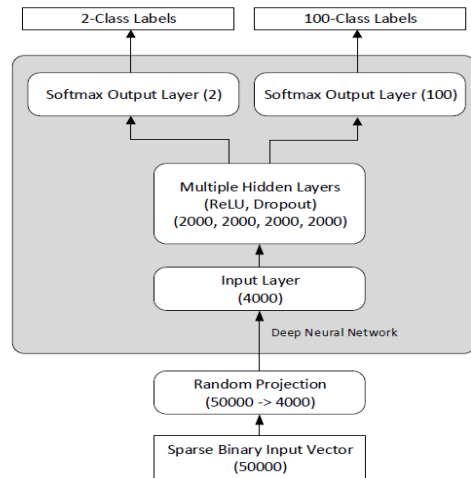 2-Class Labels
100-Class Labels
Softmax Output Layer (2)
Softmax Output Layer (100)
Multiple Hidden Layers
(ReLU, Dropout)
(2000, 2000, 2000, 2000)
Input Layer
(4000)
Deep Neural Network
Random Projection
(50000 -> 4000)
Sparse Binary Input Vector
(50000)